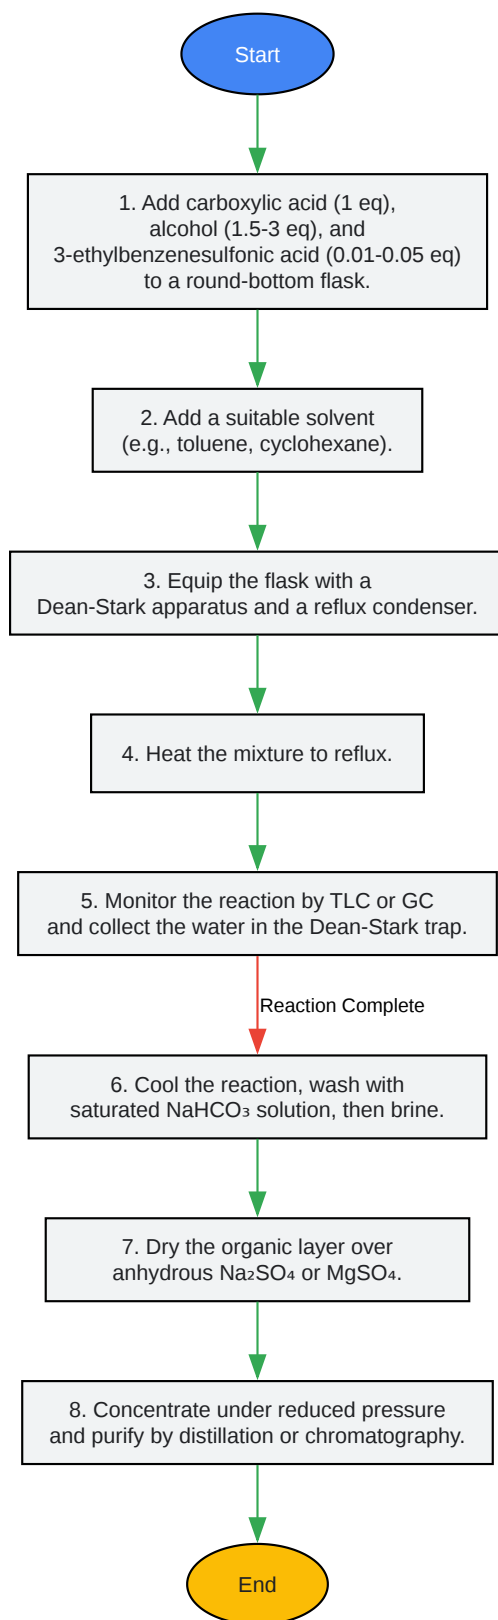 Start
1. Add carboxylic acid (1 eq),
alcohol (1.5-3 eq), and
3-ethylbenzenesulfonic acid (0.01-0.05 eq)
to a round-bottom flask.
2. Add a suitable solvent
(e.g., toluene, cyclohexane).
3. Equip the flask with a
Dean-Stark apparatus and a reflux condenser.
4. Heat the mixture to reflux.
5. Monitor the reaction by TLC or GC
and collect the water in the Dean-Stark trap.
Reaction Complete
6. Cool the reaction, wash with
saturated NaHCO₃ solution, then brine.
7. Dry the organic layer over
anhydrous Na₂SO₄ or MgSO₄.
8. Concentrate under reduced pressure
and purify by distillation or chromatography.
End